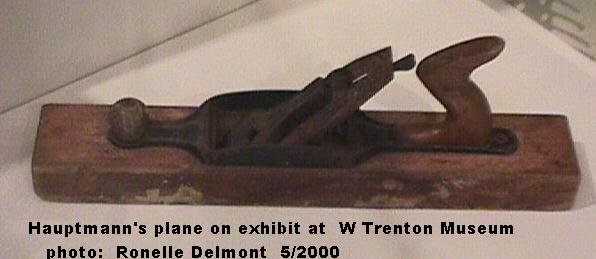 Hauptmann's plane on exhibit at W Trenton Museum
photo: Ronelle Delmont 5/2000